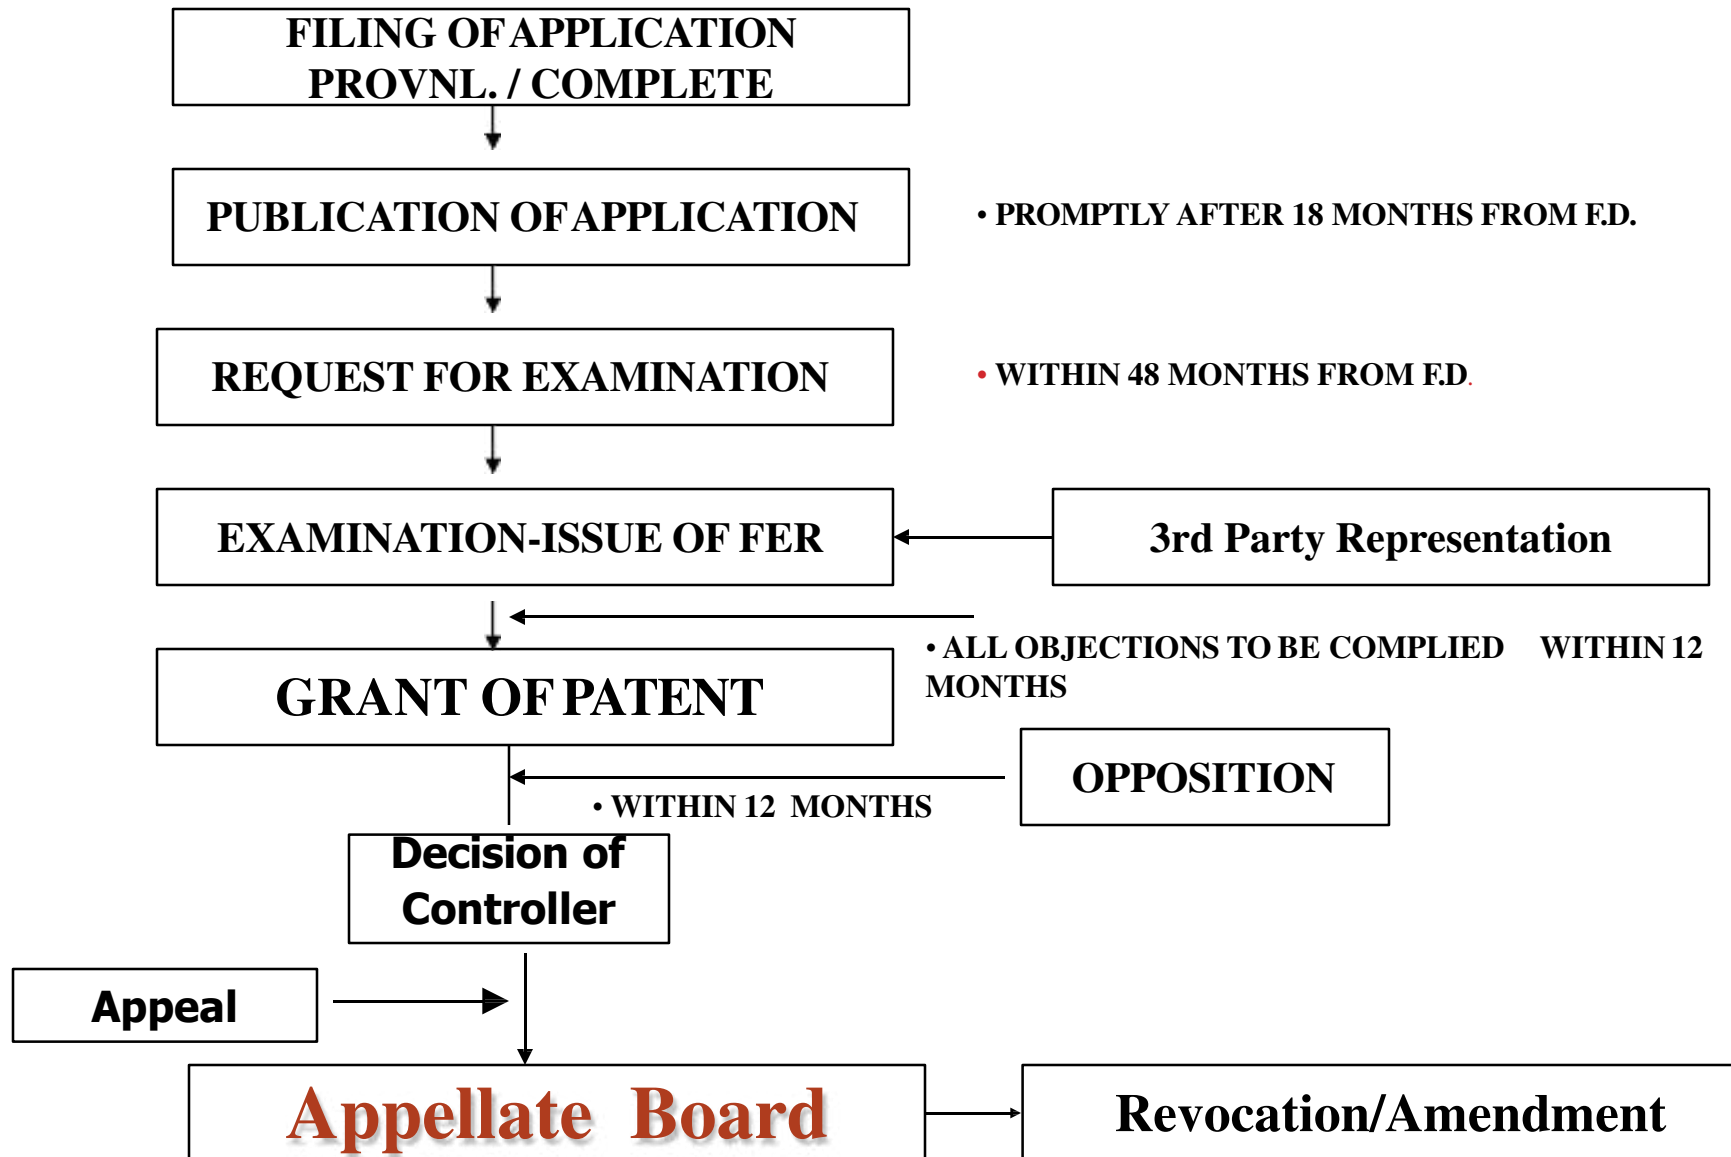 FILING OF APPLICATION
PROVNL. / COMPLETE
PUBLICATION OF APPLICATION
• PROMPTLY AFTER 18 MONTHS FROM F.D.
REQUEST FOR EXAMINATION
• WITHIN 48 MONTHS FROM F.D.
EXAMINATION-ISSUE OF FER
3rd Party Representation
• ALL OBJECTIONS TO BE COMPLIED WITHIN 12
MONTHS
GRANT OF PATENT
OPPOSITION
• WITHIN 12 MONTHS
Decision of
Controller
Appeal
Appellate Board
Revocation/Amendment